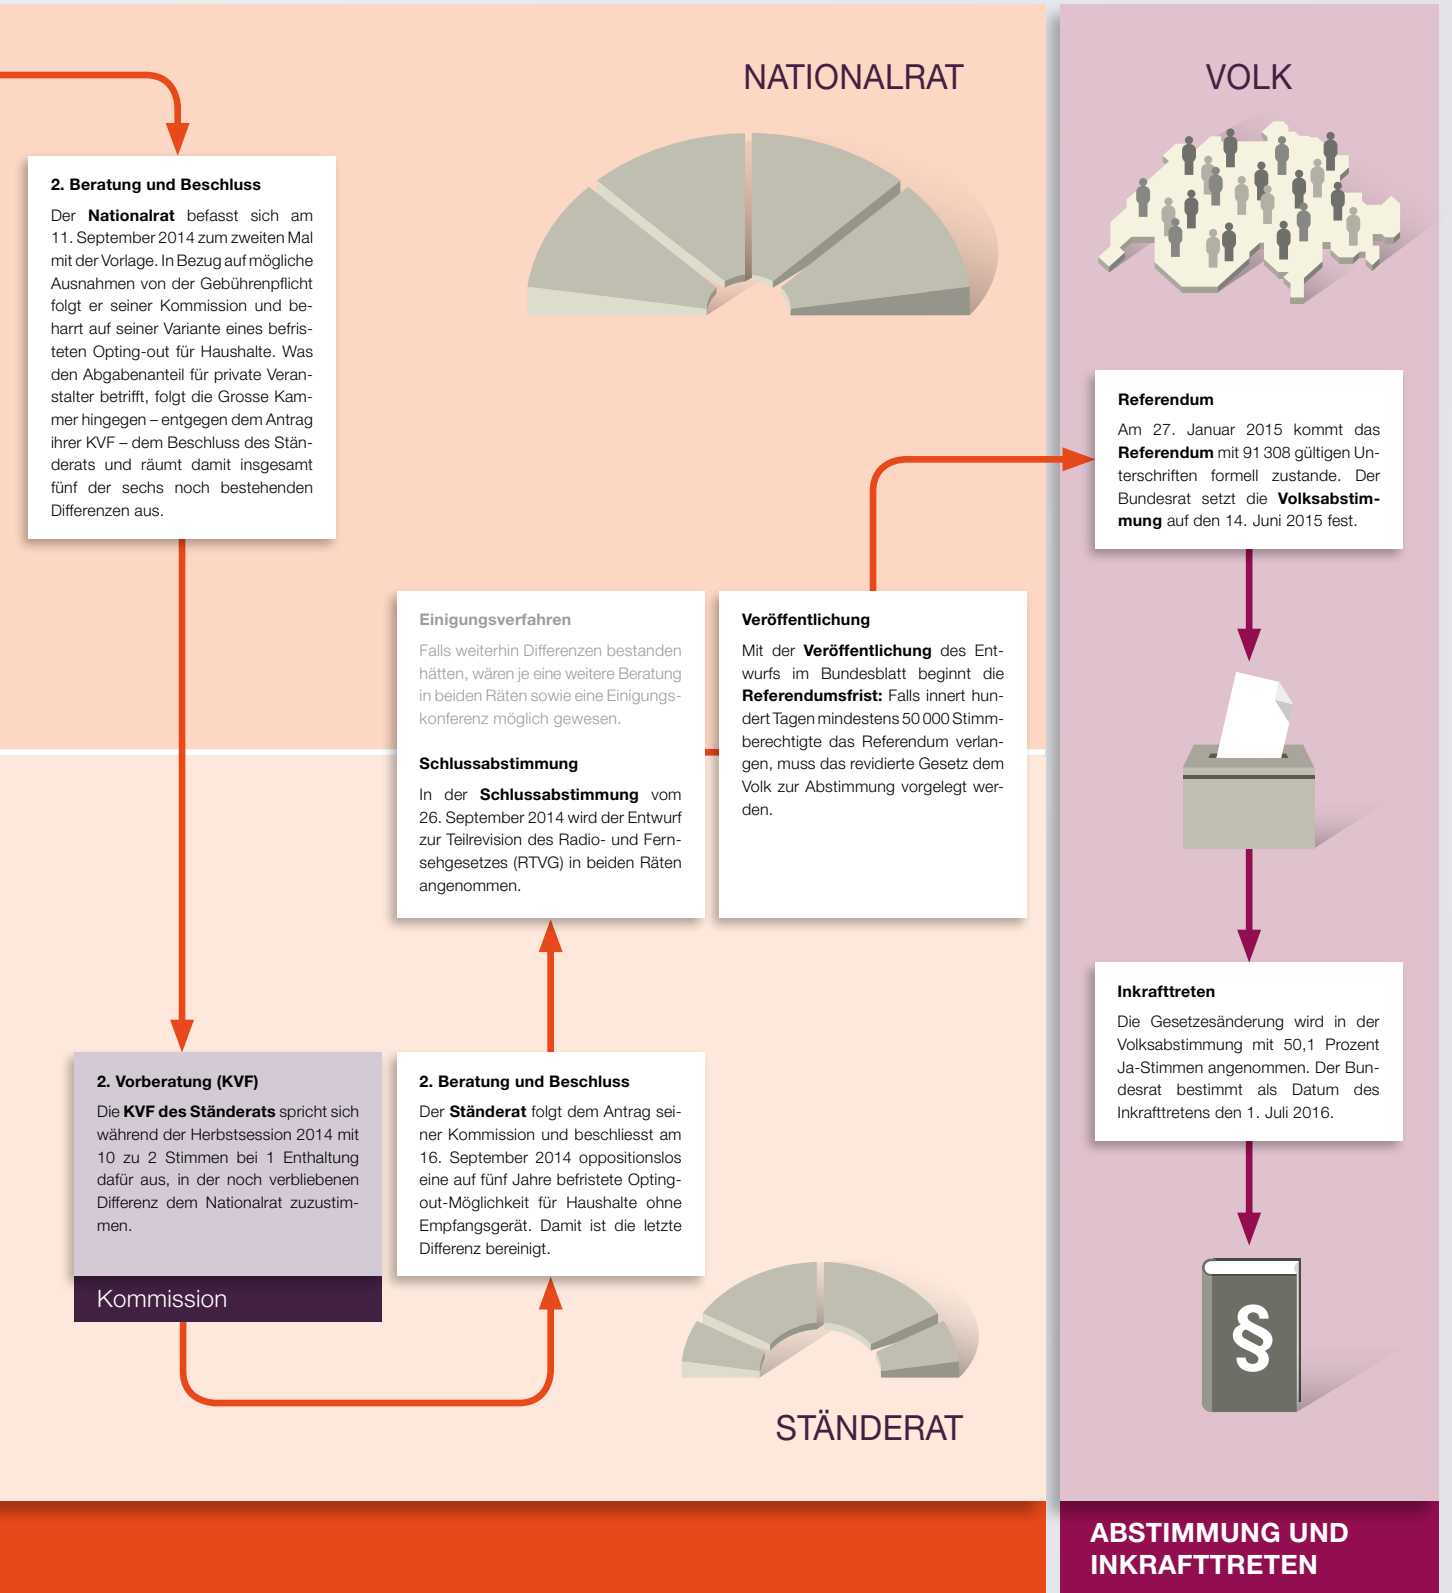 NATIONALRAT
2. Beratung und Beschluss
Der Nationalrat befasst sich am
11. September 2014 zum zweiten Mal
mit der Vorlage. In Bezug auf mögliche
Ausnahmen von der Gebührenpflicht
folgt er seiner Kommission und be-
harrt auf seiner Variante eines befris-
teten Opting-out für Haushalte. Was
den Abgabenanteil für private Veran-
stalter betrifft, folgt die Grosse Kam-
mer hingegen – entgegen dem Antrag
ihrer KVF – dem Beschluss des Stän-
derats und räumt damit insgesamt
fünf der sechs noch bestehenden
Differenzen aus.
2. Vorberatung (KVF)
Die KVF des Ständerats spricht sich
während der Herbstsession 2014 mit
10 zu 2 Stimmen bei 1 Enthaltung
dafür aus, in der noch verbliebenen
Differenz dem Nationalrat zuzustim-
men.
Kommission
2. Beratung und Beschluss
Der Ständerat folgt dem Antrag sei-
ner Kommission und beschliesst am
16. September 2014 oppositionslos
eine auf fünf Jahre befristete Opting-
out-Möglichkeit für Haushalte ohne
Empfangsgerät. Damit ist die letzte
Differenz bereinigt.
Einigungsverfahren
Falls weiterhin Differenzen bestanden
hätten, wären je eine weitere Beratung
in beiden Räten sowie eine Einigungs-
konferenz möglich gewesen.
Schlussabstimmung
In der Schlussabstimmung vom
26. September 2014 wird der Entwurf
zur Teilrevision des Radio- und Fern-
sehgesetzes (RTVG) in beiden Räten
angenommen.
Veröffentlichung
Mit der Veröffentlichung des Ent-
wurfs im Bundesblatt beginnt die
Referendumsfrist: Falls innert hun-
dert Tagen mindestens 50 000 Stimm-
berechtigte das Referendum verlan-
gen, muss das revidierte Gesetz dem
Volk zur Abstimmung vorgelegt wer-
den.
STÄNDERAT
VOLK
Referendum
Am 27. Januar 2015 kommt das
Referendum mit 91 308 gültigen Un-
terschriften formell zustande. Der
Bundesrat setzt die Volksabstim-
mung auf den 14. Juni 2015 fest.
Inkrafttreten
Die Gesetzesänderung wird in der
Volksabstimmung mit 50,1 Prozent
Ja-Stimmen angenommen. Der Bun-
desrat bestimmt als Datum des
Inkrafttretens den 1. Juli 2016.
§
ABSTIMMUNG UND
INKRAFTTRETEN